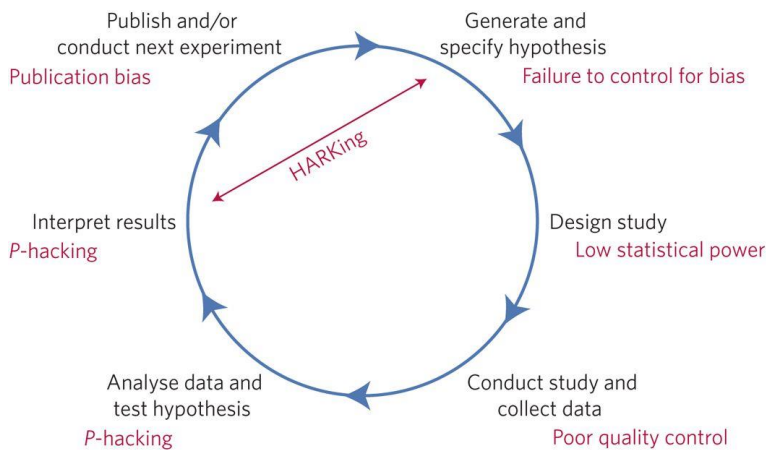 Publish and/or
conduct next experiment
Publication bias
Generate and
specify hypothesis
Failure to control for bias
HARKing
Interpret results
P-hacking
Design study
Low statistical power
Analyse data and
test hypothesis
P-hacking
Conduct study and
collect data
Poor quality control